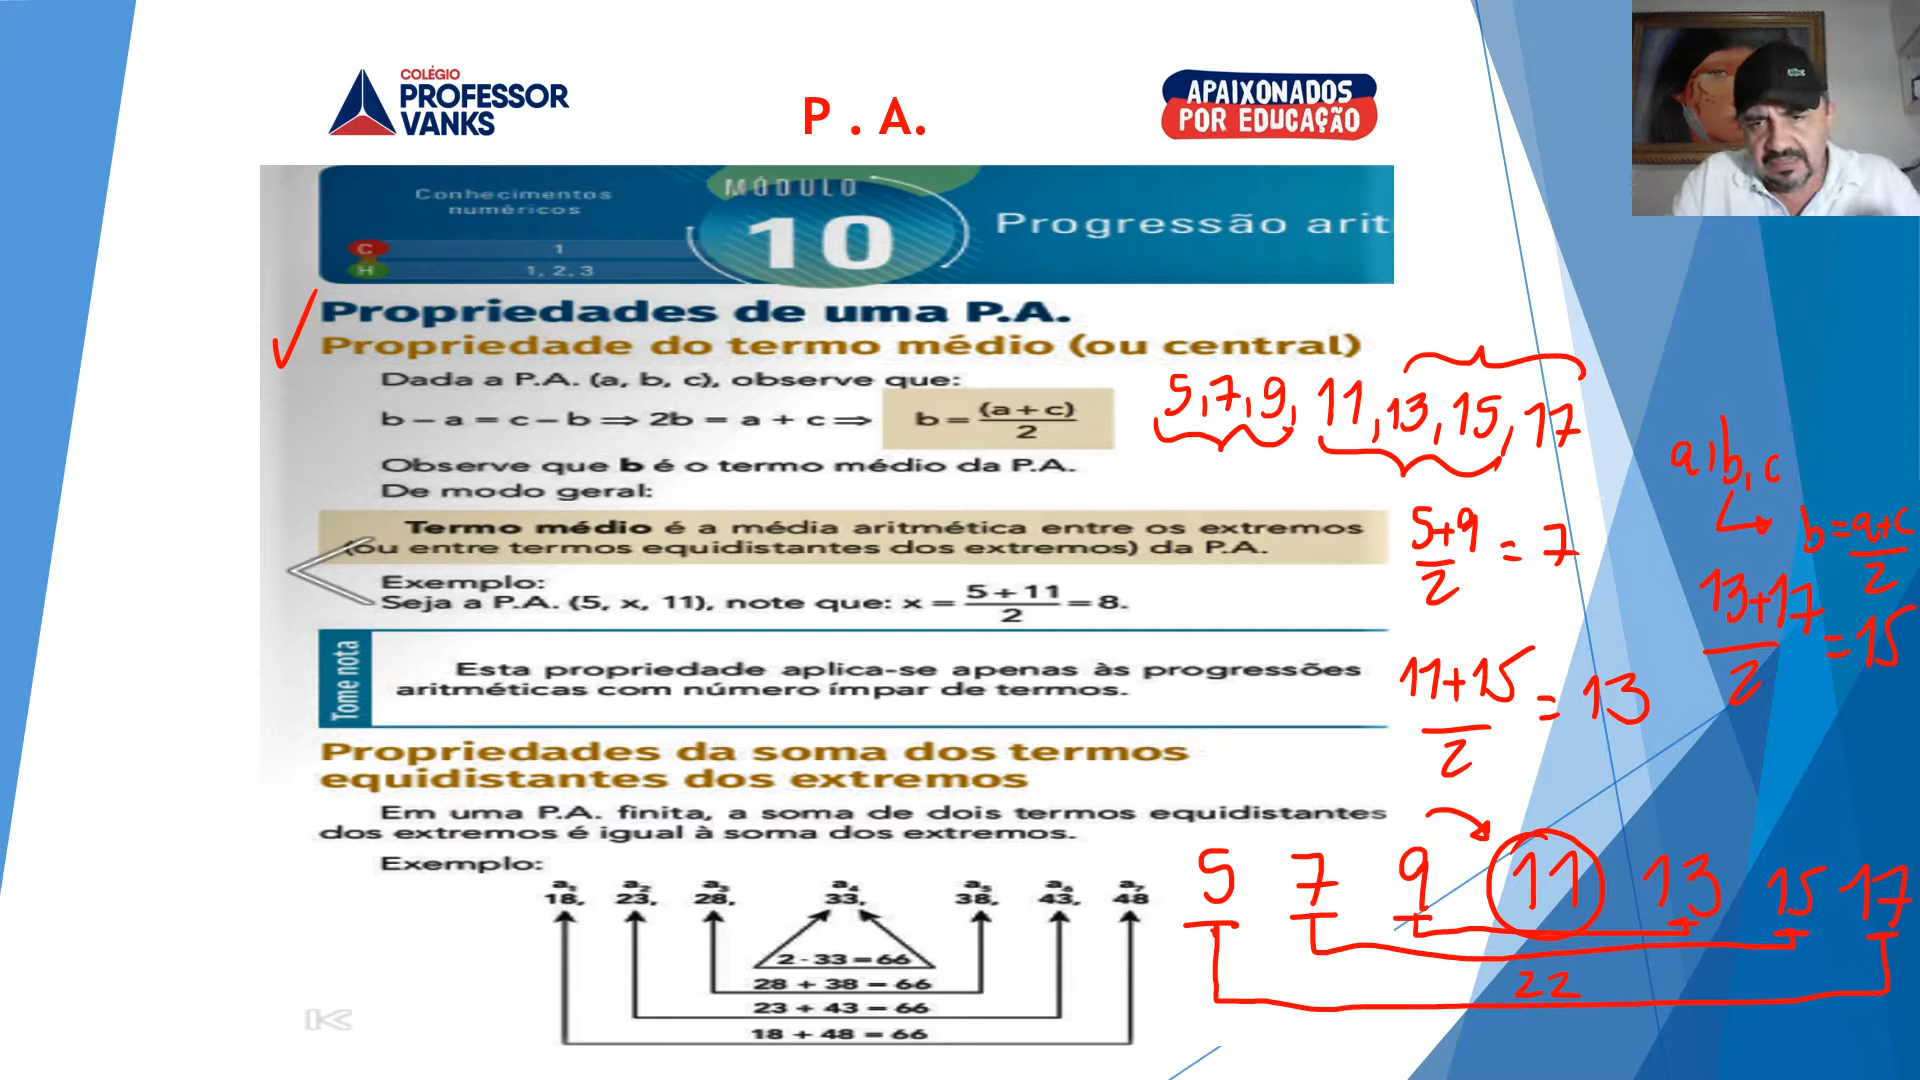 COLÉGIO
PROFESSOR
VANKS
P . A.
APAIXONADOS
POR EDUCAÇÃO
Conhecimentos
numéricos
C 1
H 1, 2, 3
MÓDULO
10
Progressão arit
Propriedades de uma P.A.
Propriedade do termo médio (ou central)
Dada a P.A. (a, b, c), observe que:
b – a = c – b ⇒ 2b = a + c ⇒ b = (a + c)/2
Observe que b é o termo médio da P.A.
De modo geral:
Termo médio é a média aritmética entre os extremos
(ou entre termos equidistantes dos extremos) da P.A.
Exemplo:
Seja a P.A. (5, x, 11), note que: x = (5 + 11)/2 = 8.
Tome nota
Esta propriedade aplica-se apenas às progressões
aritméticas com número ímpar de termos.
Propriedades da soma dos termos
equidistantes dos extremos
Em uma P.A. finita, a soma de dois termos equidistantes
dos extremos é igual à soma dos extremos.
Exemplo:
a₁ a₂ a₃ a₄ a₅ a₆ a₇
18, 23, 28, 33, 38, 43, 48
2 · 33 = 66
28 + 38 = 66
23 + 43 = 66
18 + 48 = 66
5, 7, 9, 11, 13, 15, 17
a, b, c
b = a+c/2
5+9/2 = 7
13+17/2 = 15
11+15/2 = 13
5 7 9 11 13 15 17
22